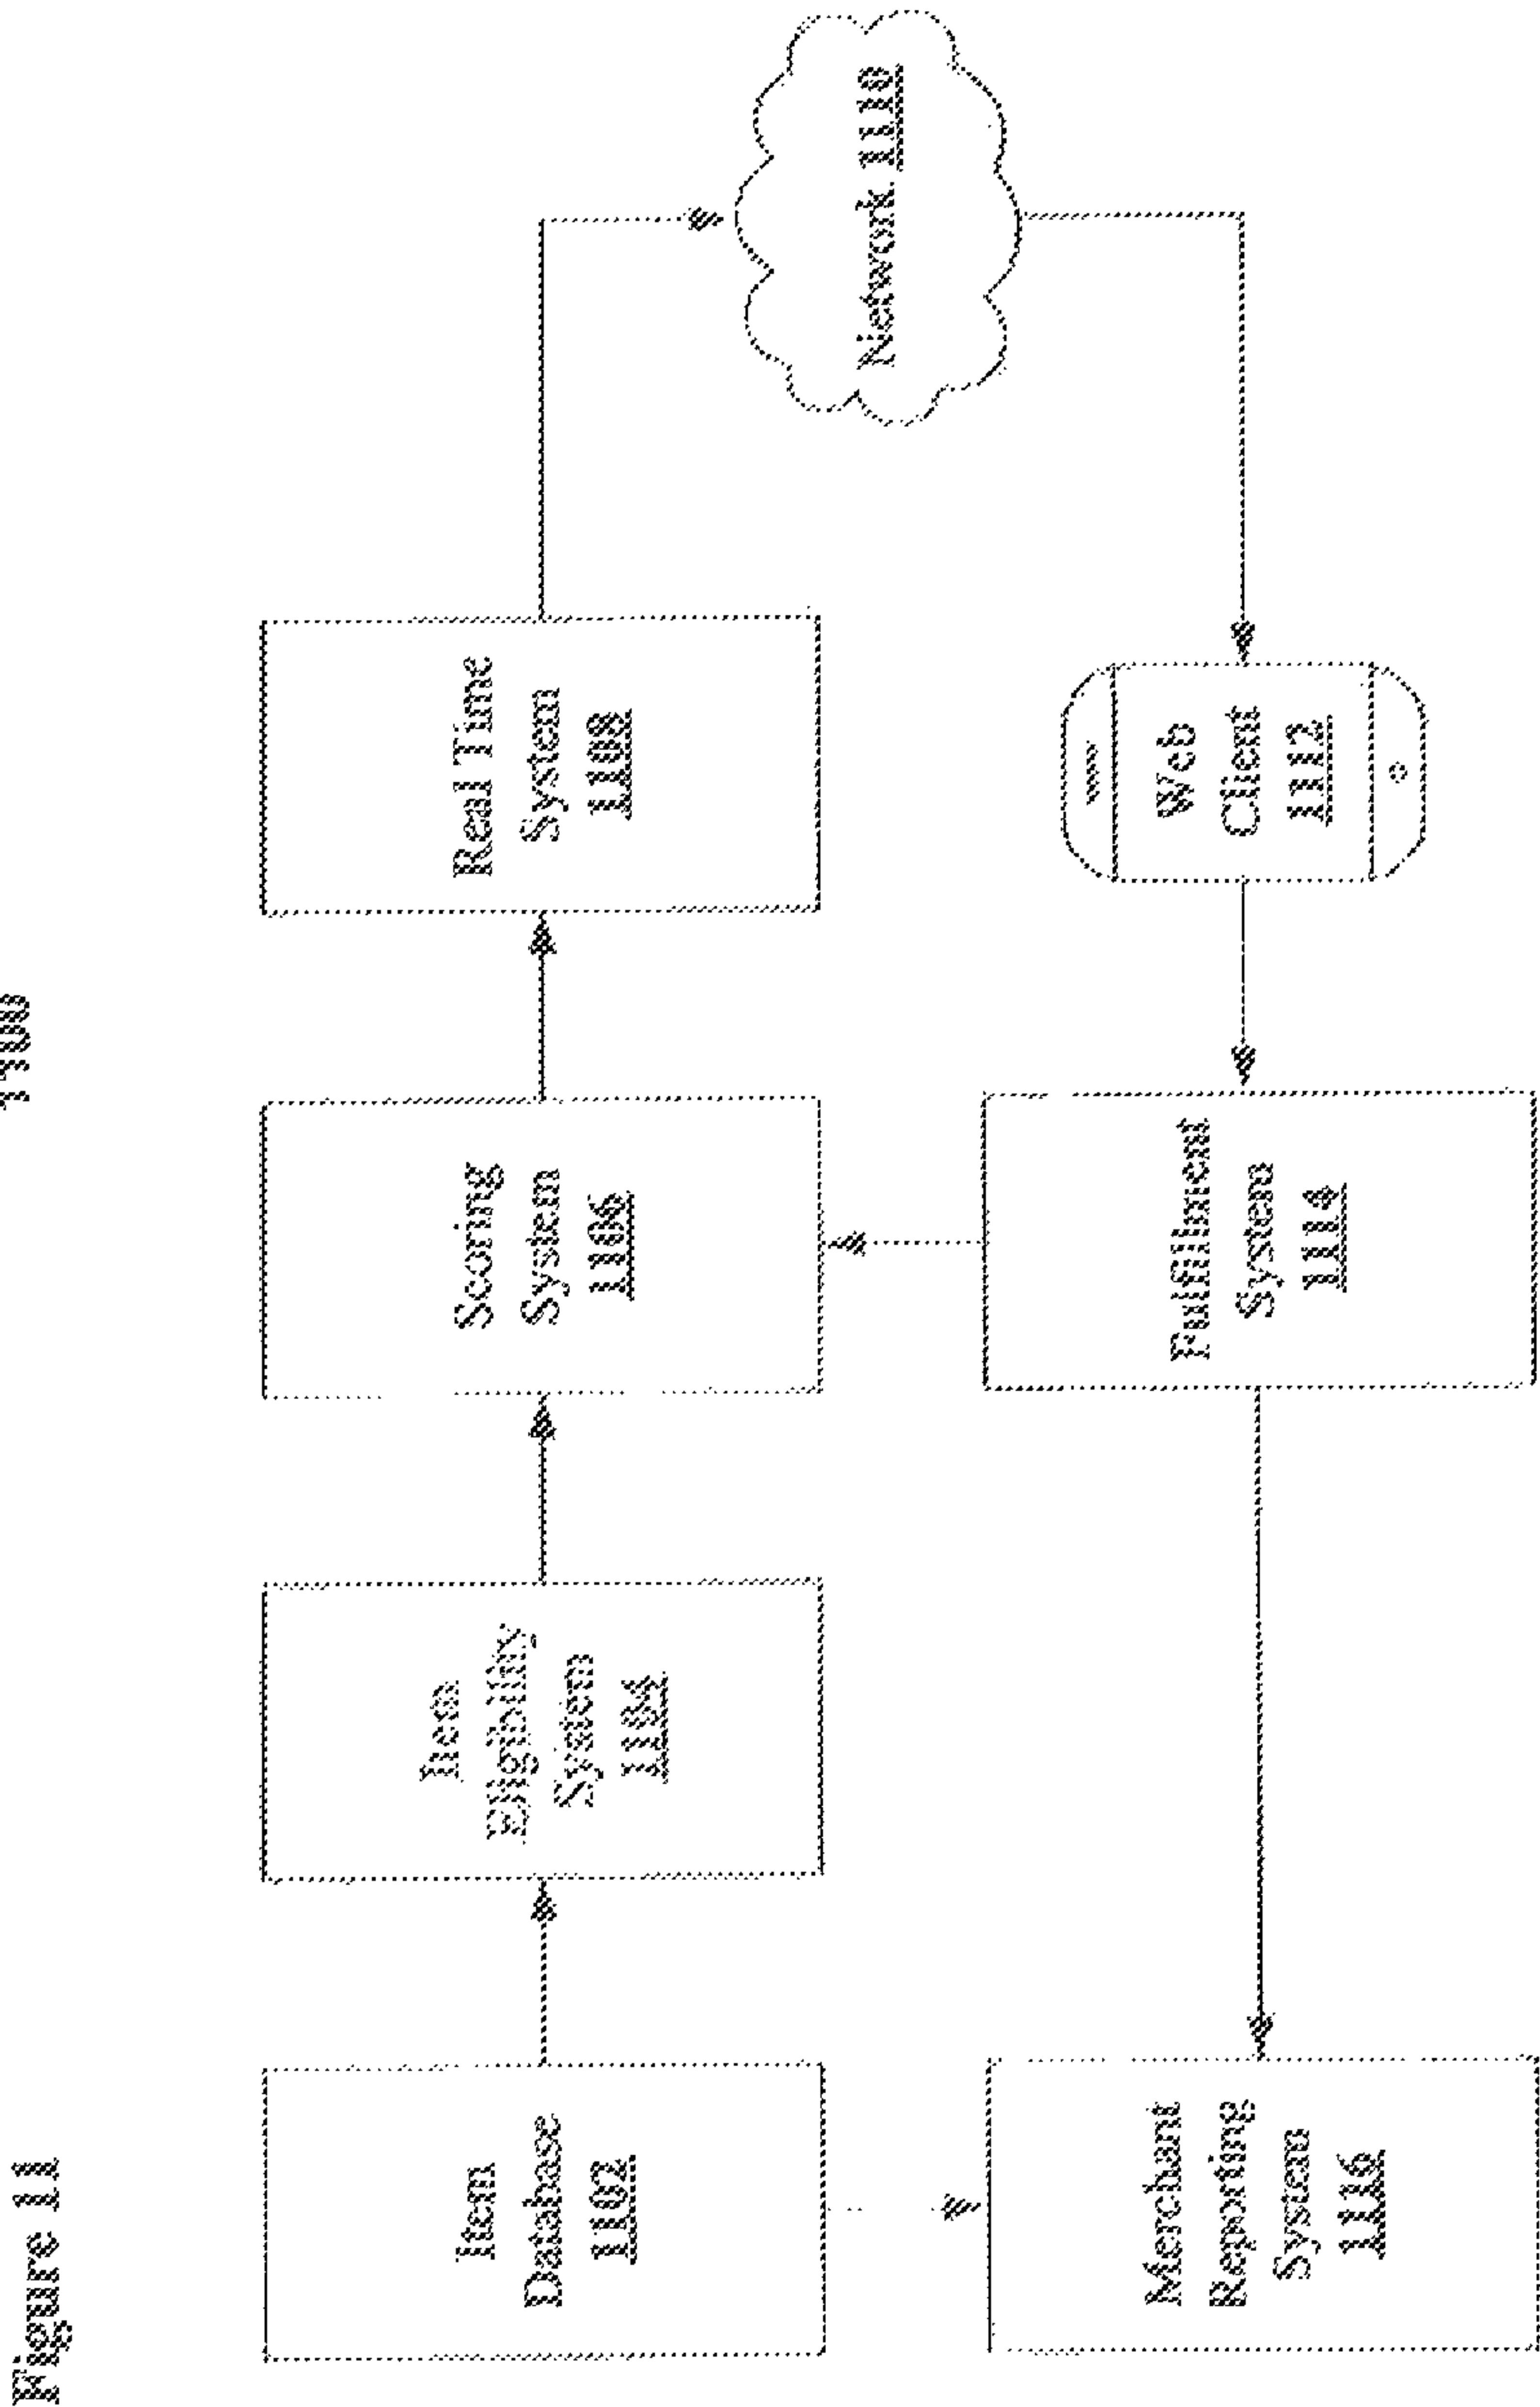 Figure 11
1100
Item
Database
1102
Item
Eligibility
System
1104
Scoring
System
1106
Real Time
System
1108
Network 1110
Web
Client
1112
Fulfillment
System
1114
Merchant
Reporting
System
1116